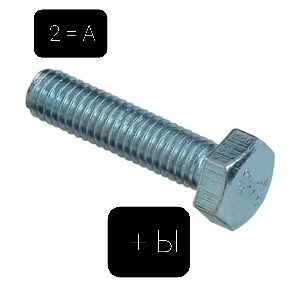 2 = А
+ Ы